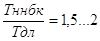 Тннбк / Тдл = 1,5...2